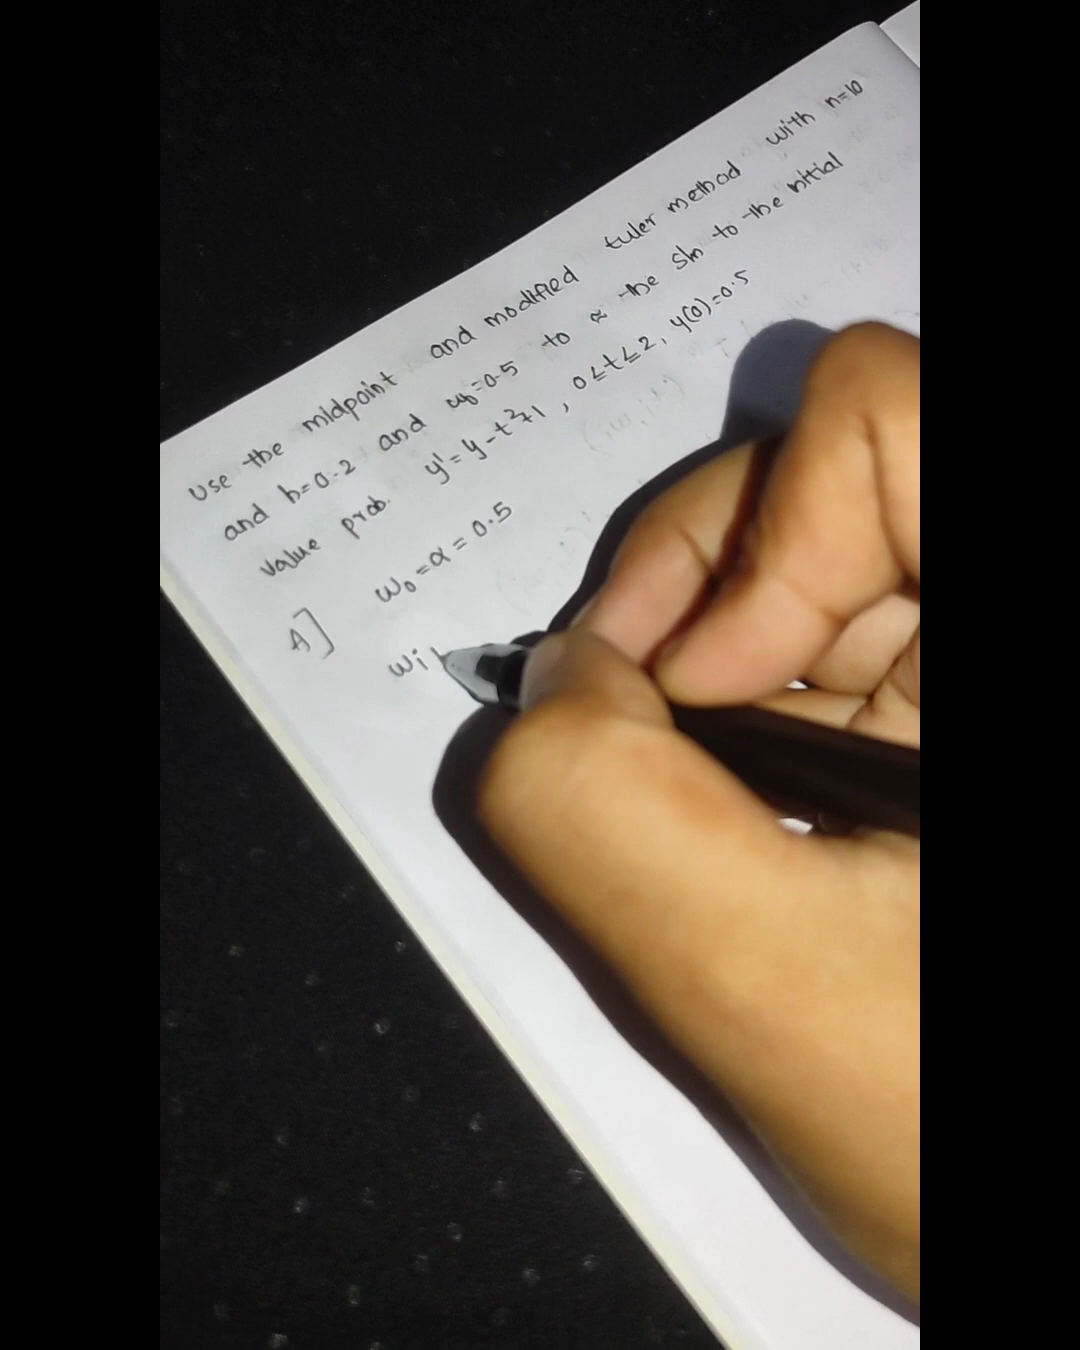 Use the midpoint and modified Euler method with n=10
and h=0.2 and w₀=0.5 to ≈ the Sln to the initial
value prob. y'=y-t²+1, 0≤t≤2, y(0)=0.5
A] w₀=α=0.5
wi